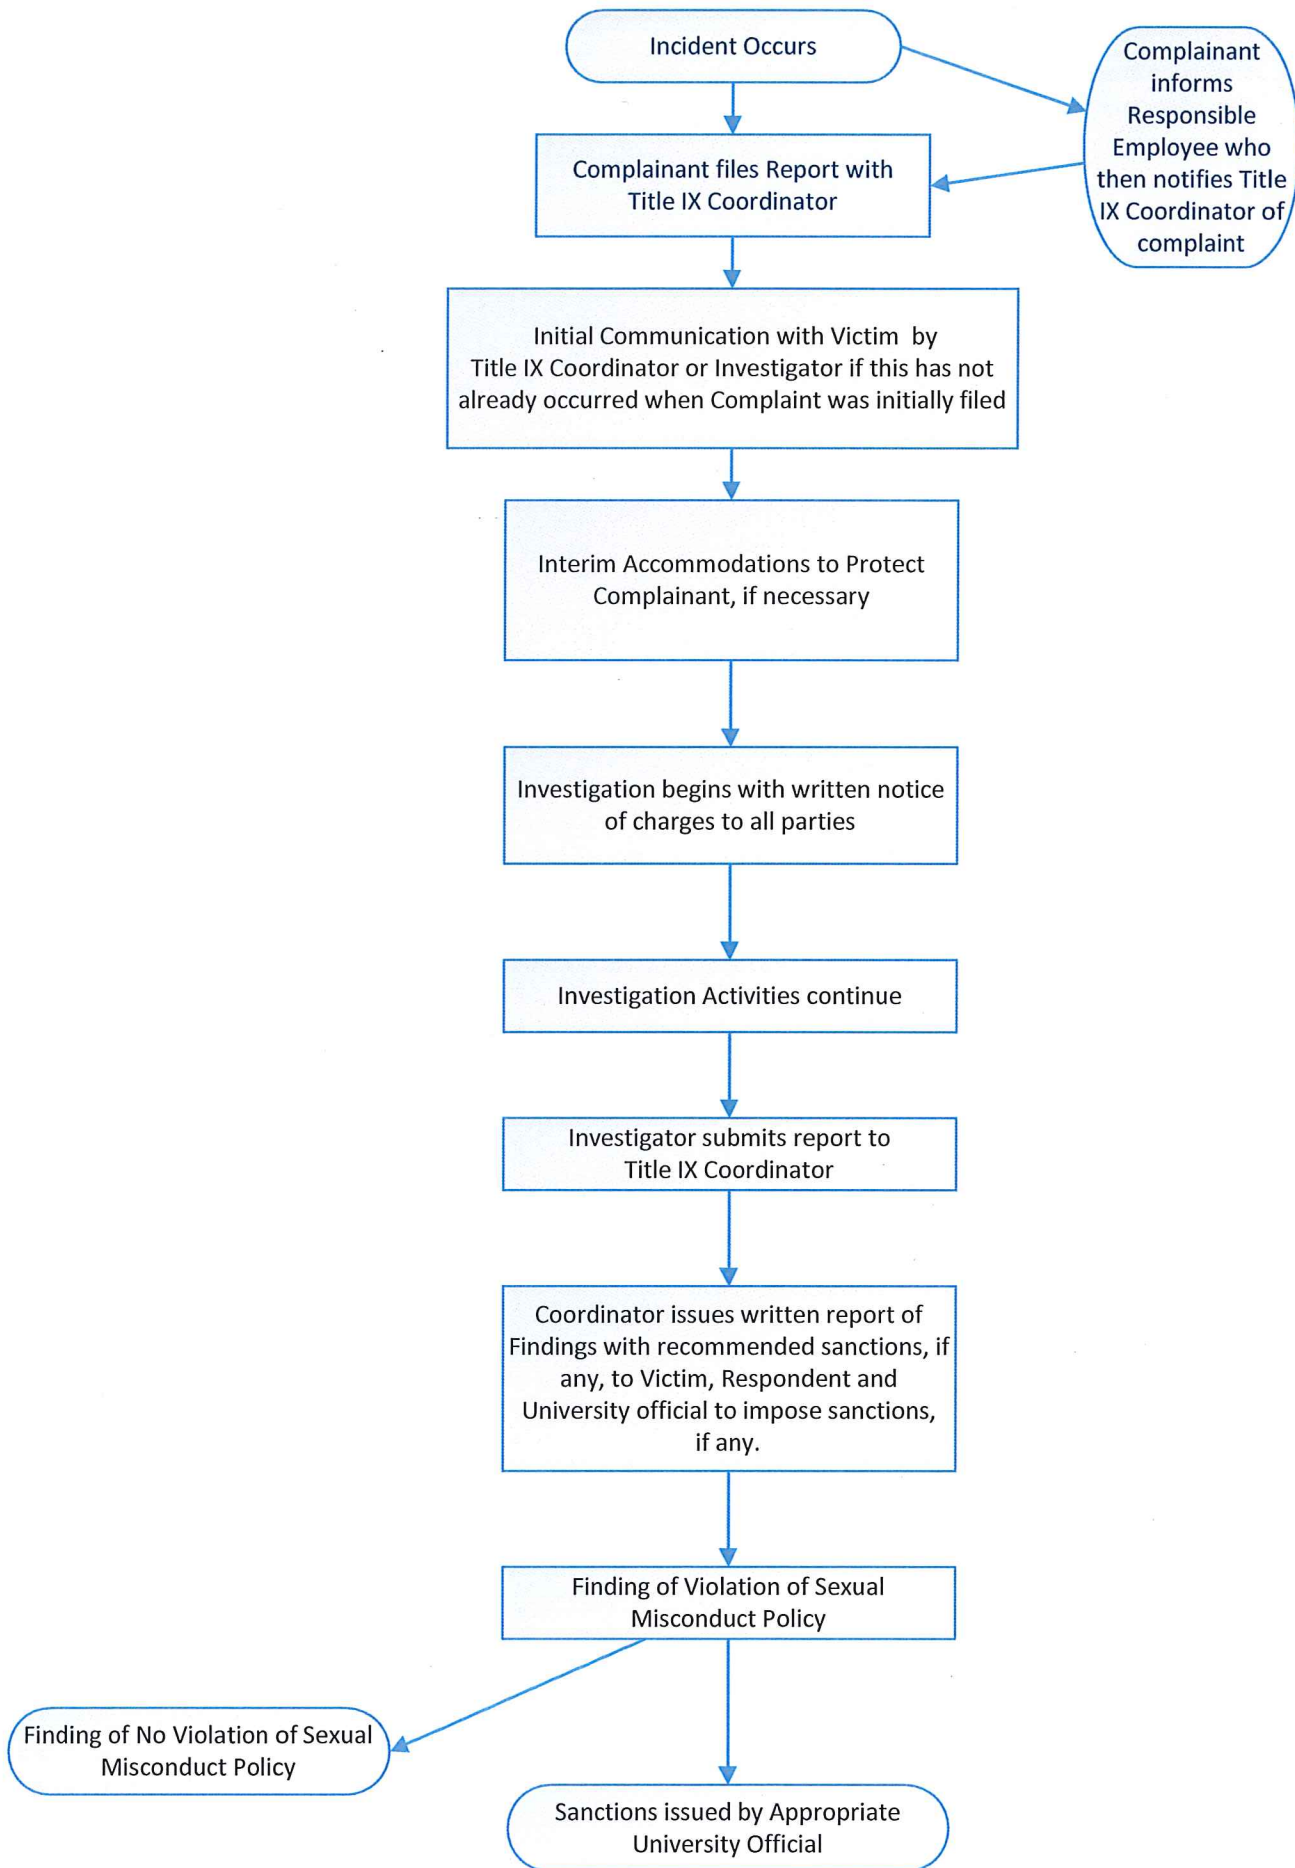 Incident Occurs
Complainant
informs
Responsible
Employee who
then notifies Title
IX Coordinator of
complaint
Complainant files Report with
Title IX Coordinator
Initial Communication with Victim by
Title IX Coordinator or Investigator if this has not
already occurred when Complaint was initially filed
Interim Accommodations to Protect
Complainant, if necessary
Investigation begins with written notice
of charges to all parties
Investigation Activities continue
Investigator submits report to
Title IX Coordinator
Coordinator issues written report of
Findings with recommended sanctions, if
any, to Victim, Respondent and
University official to impose sanctions,
if any.
Finding of Violation of Sexual
Misconduct Policy
Finding of No Violation of Sexual
Misconduct Policy
Sanctions issued by Appropriate
University Official